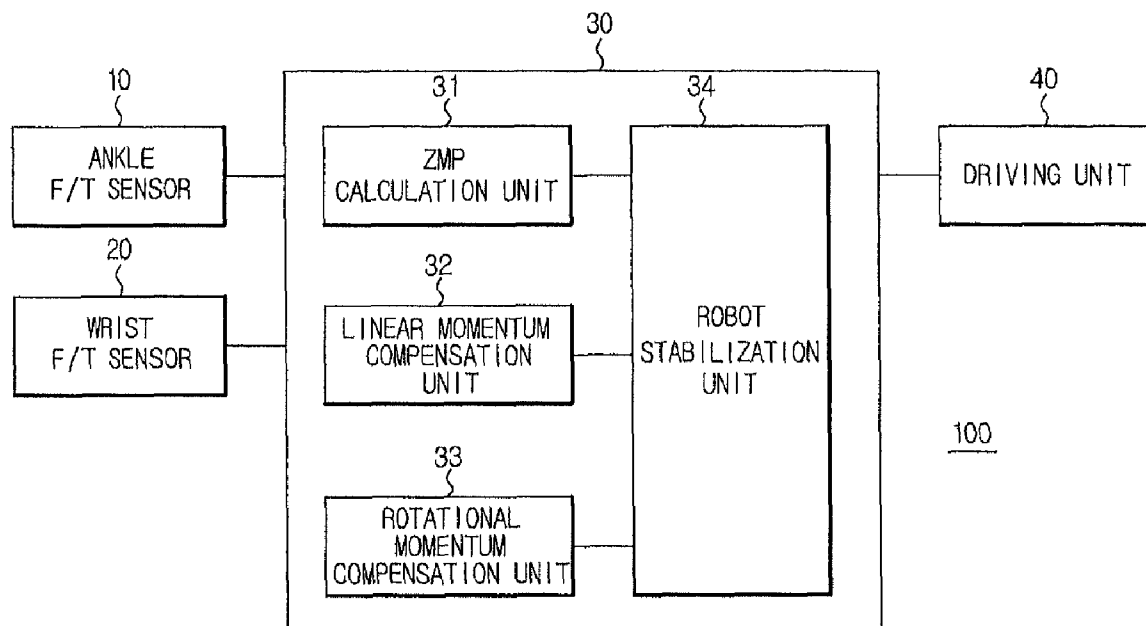 30
10
31
34
40
ANKLE
F/T SENSOR
ZMP
CALCULATION UNIT
DRIVING UNIT
20
32
WRIST
F/T SENSOR
LINEAR MOMENTUM
COMPENSATION
UNIT
ROBOT
STABILIZATION
UNIT
100
33
ROTATIONAL
MOMENTUM
COMPENSATION UNIT